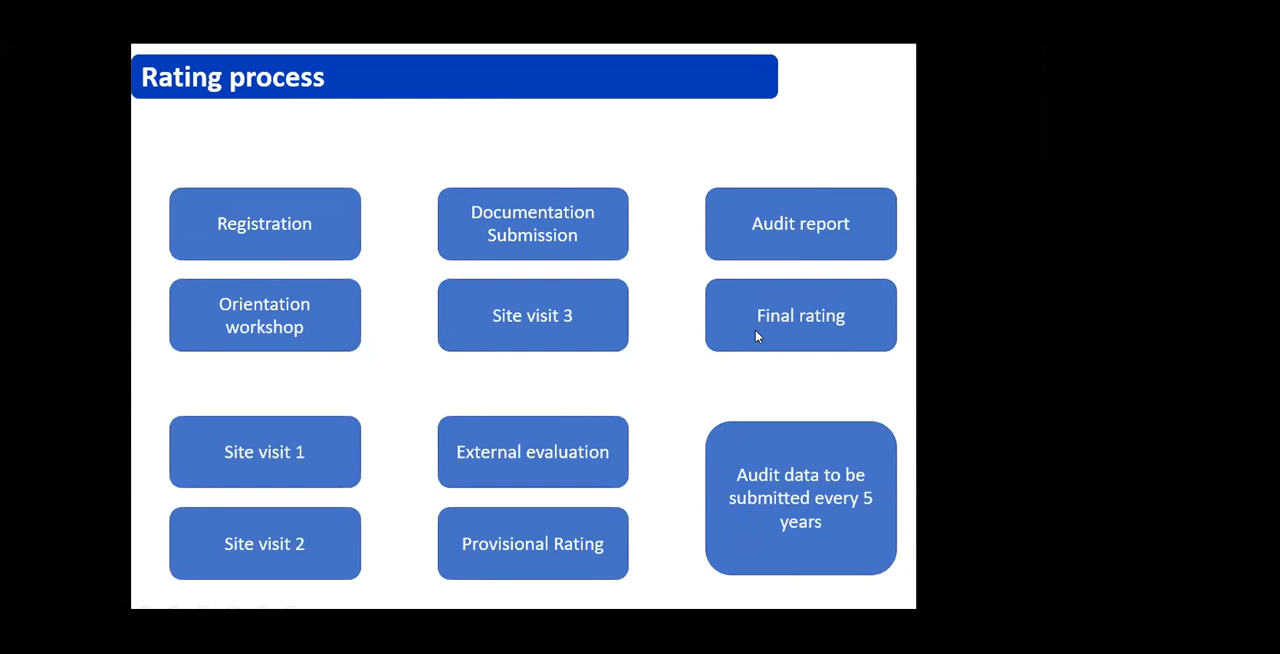 Rating process
Registration
Orientation
workshop
Site visit 1
Site visit 2
Documentation
Submission
Site visit 3
External evaluation
Provisional Rating
Audit report
Final rating
Audit data to be
submitted every 5
years